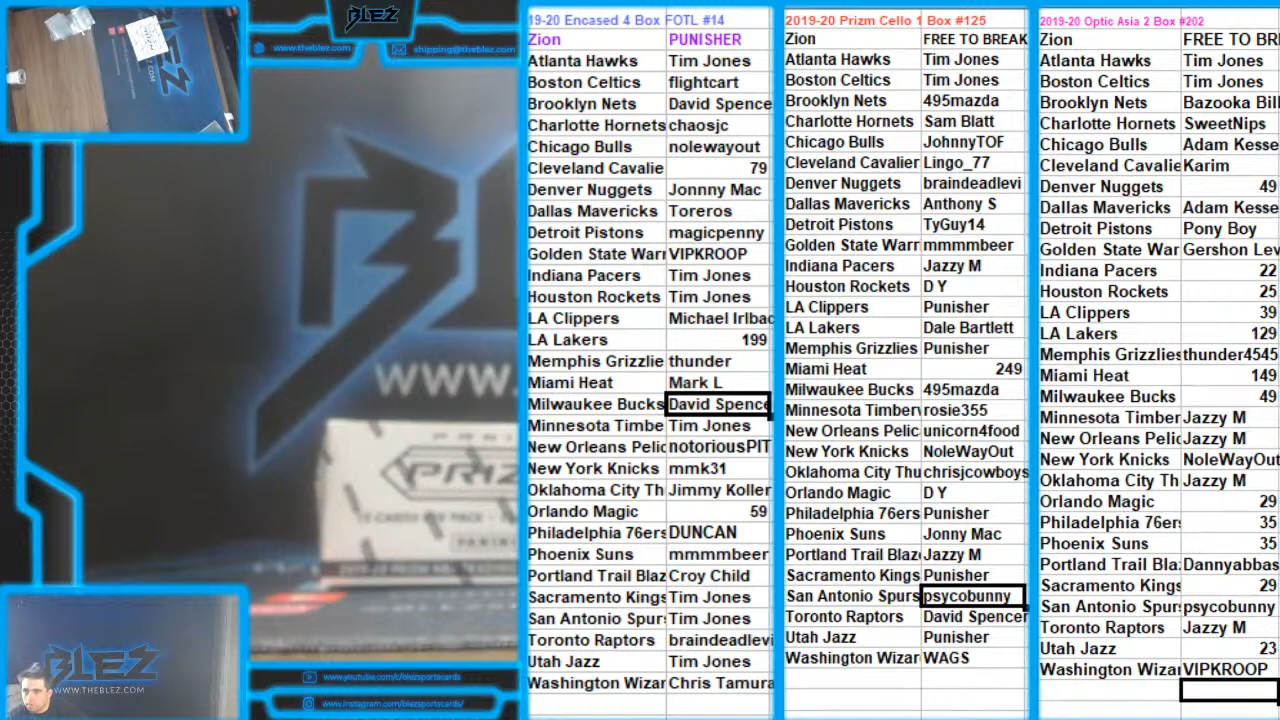 BLEZ
www.theblez.com
shipping@theblez.com
WWW.
PRIZM
www.youtube.com/c/blezsportscards
www.instagram.com/blezsportscards/
BLEZ
WWW.THEBLEZ.COM
19-20 Encased 4 Box FOTL #14
Zion PUNISHER
Atlanta Hawks Tim Jones
Boston Celtics flightcart
Brooklyn Nets David Spence
Charlotte Hornets chaosjc
Chicago Bulls nolewayout
Cleveland Cavalie 79
Denver Nuggets Jonnny Mac
Dallas Mavericks Toreros
Detroit Pistons magicpenny
Golden State Warr VIPKROOP
Indiana Pacers Tim Jones
Houston Rockets Tim Jones
LA Clippers Michael Irlbac
LA Lakers 199
Memphis Grizzlie thunder
Miami Heat Mark L
Milwaukee Bucks David Spence
Minnesota Timbe Tim Jones
New Orleans Pelic notoriousPIT
New York Knicks mmk31
Oklahoma City Th Jimmy Koller
Orlando Magic 59
Philadelphia 76ers DUNCAN
Phoenix Suns mmmmbeer
Portland Trail Blaz Croy Child
Sacramento Kings Tim Jones
San Antonio Spurs Tim Jones
Toronto Raptors braindeadlevi
Utah Jazz Tim Jones
Washington Wizar Chris Tamura
2019-20 Prizm Cello 1 Box #125
Zion FREE TO BREAK
Atlanta Hawks Tim Jones
Boston Celtics Tim Jones
Brooklyn Nets 495mazda
Charlotte Hornets Sam Blatt
Chicago Bulls JohnnyTOF
Cleveland Cavalier Lingo_77
Denver Nuggets braindeadlevi
Dallas Mavericks Anthony S
Detroit Pistons TyGuy14
Golden State Warr mmmmbeer
Indiana Pacers Jazzy M
Houston Rockets D Y
LA Clippers Punisher
LA Lakers Dale Bartlett
Memphis Grizzlies Punisher
Miami Heat 249
Milwaukee Bucks 495mazda
Minnesota Timberv rosie355
New Orleans Pelic unicorn4food
New York Knicks NoleWayOut
Oklahoma City Thu chrisjcowboys
Orlando Magic D Y
Philadelphia 76ers Punisher
Phoenix Suns Jonny Mac
Portland Trail Blaz Jazzy M
Sacramento Kings Punisher
San Antonio Spurs psycobunny
Toronto Raptors David Spencer
Utah Jazz Punisher
Washington Wizar WAGS
2019-20 Optic Asia 2 Box #202
Zion FREE TO BRE
Atlanta Hawks Tim Jones
Boston Celtics Tim Jones
Brooklyn Nets Bazooka Bill
Charlotte Hornets SweetNips
Chicago Bulls Adam Kesse
Cleveland Cavalie Karim
Denver Nuggets 49
Dallas Mavericks Adam Kesse
Detroit Pistons Pony Boy
Golden State War Gershon Lev
Indiana Pacers 22
Houston Rockets 25
LA Clippers 39
LA Lakers 129
Memphis Grizzlies thunder4545
Miami Heat 149
Milwaukee Bucks 49
Minnesota Timber Jazzy M
New Orleans Pelic Jazzy M
New York Knicks NoleWayOut
Oklahoma City Th Jazzy M
Orlando Magic 29
Philadelphia 76ers 35
Phoenix Suns 35
Portland Trail Bla Dannyabbas
Sacramento Kings 29
San Antonio Spurs psycobunny
Toronto Raptors Jazzy M
Utah Jazz 23
Washington Wiza VIPKROOP